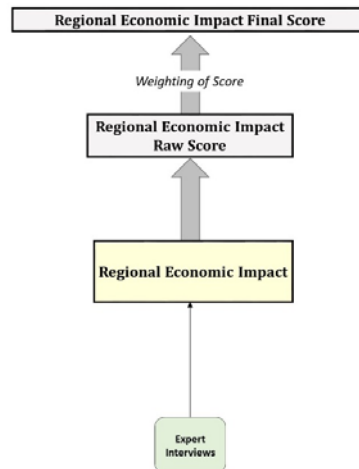 Regional Economic Impact Final Score
Weighting of Score
Regional Economic Impact
Raw Score
Regional Economic Impact
Expert
Interviews